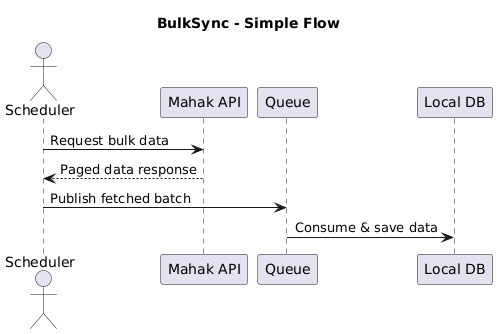 BulkSync - Simple Flow
Scheduler
Mahak API
Queue
Local DB
Request bulk data
Paged data response
Publish fetched batch
Consume & save data
Scheduler
Mahak API
Queue
Local DB